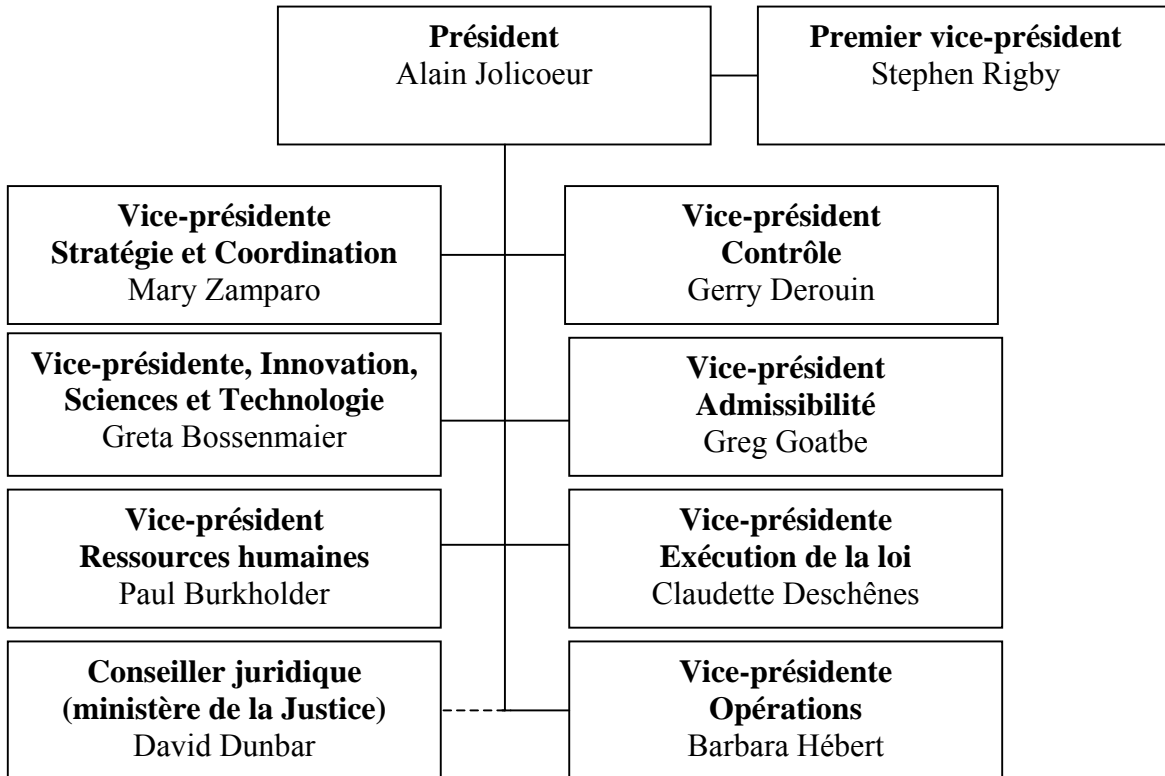 Président
Alain Jolicoeur
Premier vice-président
Stephen Rigby
Vice-présidente
Stratégie et Coordination
Mary Zamparo
Vice-président
Contrôle
Gerry Derouin
Vice-présidente, Innovation,
Sciences et Technologie
Greta Bossenmaier
Vice-président
Admissibilité
Greg Goatbe
Vice-président
Ressources humaines
Paul Burkholder
Vice-présidente
Exécution de la loi
Claudette Deschênes
Conseiller juridique
(ministère de la Justice)
David Dunbar
Vice-présidente
Opérations
Barbara Hébert